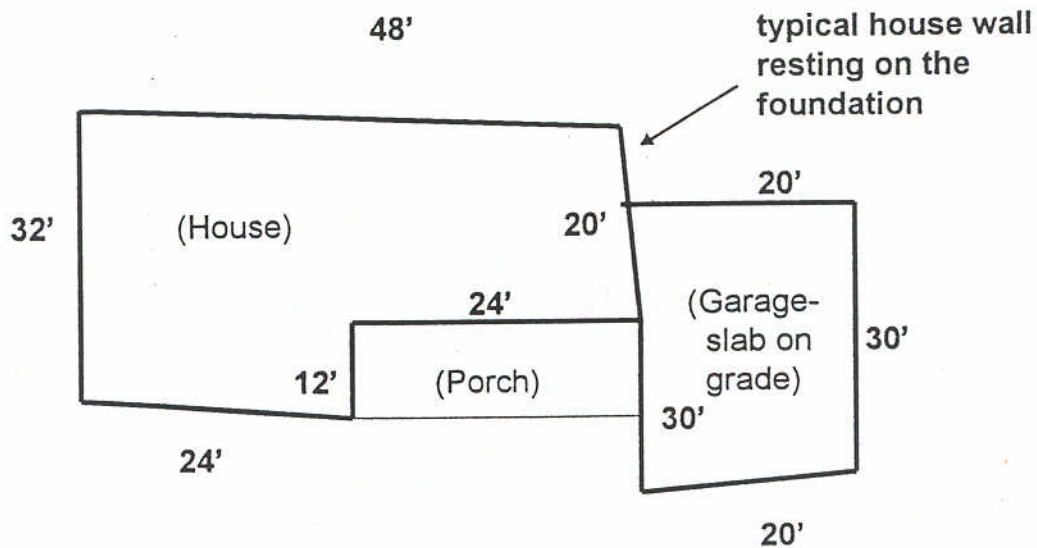 48'
typical house wall
resting on the
foundation
20'
32'
(House)
20'
24'
(Garage-
slab on
grade)
30'
12'
(Porch)
30'
24'
20'